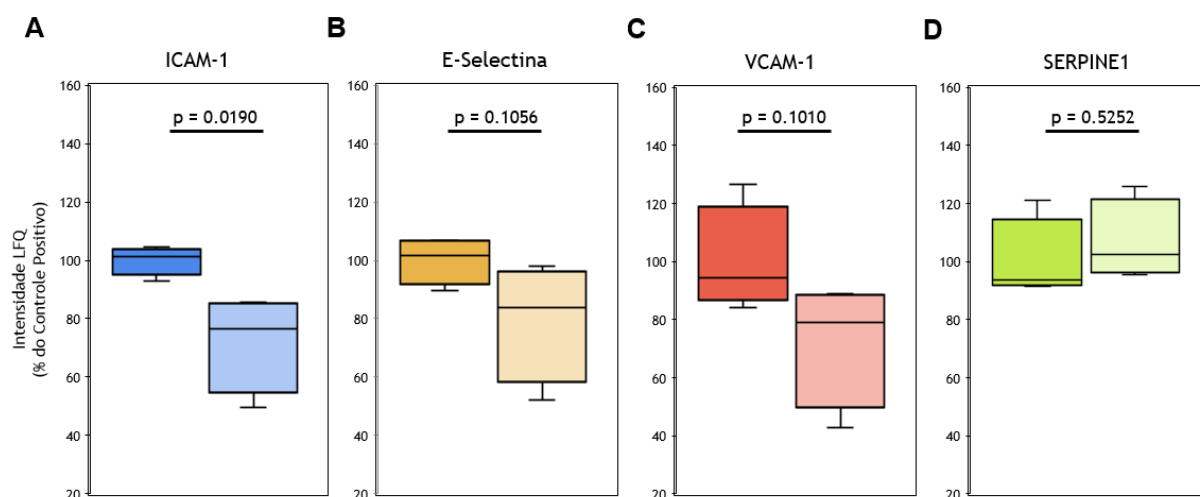 A
B
C
D
ICAM-1
E-Selectina
VCAM-1
SERPINE1
Intensidade LFQ
(% do Controle Positivo)
160
140
120
100
80
60
40
20
p = 0.0190
160
140
120
100
80
60
40
20
p = 0.1056
160
140
120
100
80
60
40
20
p = 0.1010
160
140
120
100
80
60
40
20
p = 0.5252